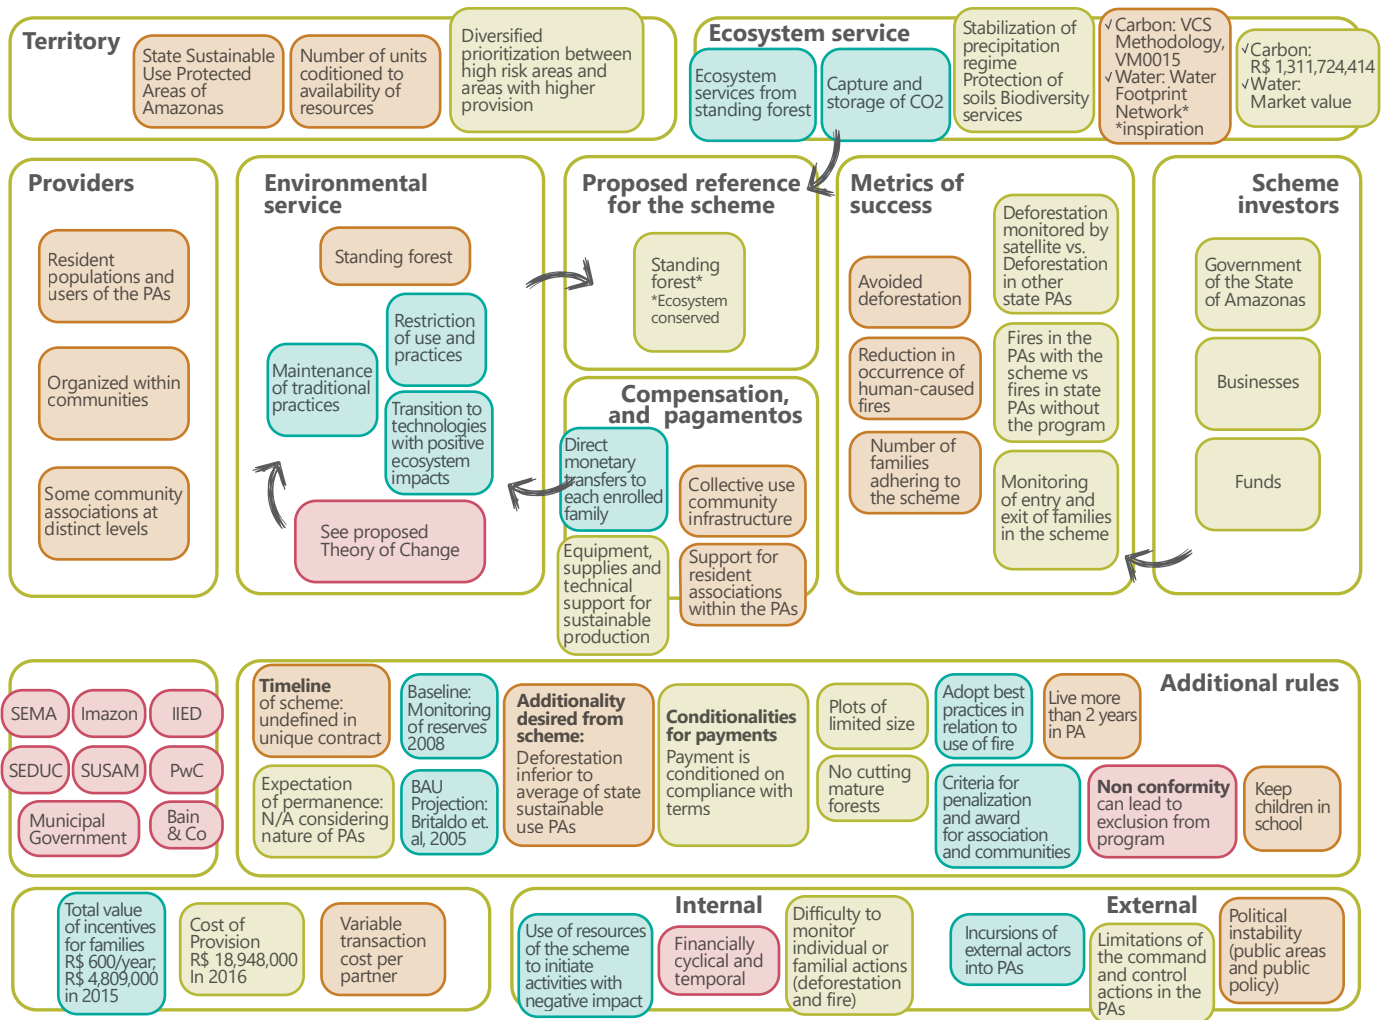 Territory
State Sustainable
Use Protected
Areas of
Amazonas
Number of units
coditioned to
availability of
resources
Diversified
prioritization between
high risk areas and
areas with higher
provision
Ecosystem service
Ecosystem
services from
standing forest
Capture and
storage of CO2
Stabilization of
precipitation
regime
Protection of
soils Biodiversity
services
√Carbon: VCS
Methodology,
VM0015
√Water: Water
Footprint
Network*
*inspiration
√Carbon:
R$ 1,311,724,414
√Water:
Market value
Providers
Resident
populations and
users of the PAs
Organized within
communities
Some community
associations at
distinct levels
Environmental
service
Standing forest
Restriction
of use and
practices
Maintenance
of traditional
practices
Transition to
technologies
with positive
ecosystem
impacts
See proposed
Theory of Change
Proposed reference
for the scheme
Standing
forest*
*Ecosystem
conserved
Compensation,
and pagamentos
Direct
monetary
transfers to
each enrolled
family
Collective use
community
infrastructure
Equipment,
supplies and
technical
support for
sustainable
production
Support for
resident
associations
within the PAs
Metrics of
success
Avoided
deforestation
Reduction in
occurrence of
human-caused
fires
Number of
families
adhering to
the scheme
Deforestation
monitored by
satellite vs.
Deforestation
in other
state PAs
Fires in the
PAs with the
scheme vs
fires in state
PAs without
the program
Monitoring
of entry and
exit of families
in the scheme
Scheme
investors
Government
of the State
of Amazonas
Businesses
Funds
SEMA
Imazon
IIED
SEDUC
SUSAM
PwC
Municipal
Government
Bain
& Co
Additional rules
Timeline
of scheme:
undefined in
unique contract
Expectation
of permanence:
N/A considering
nature of PAs
Baseline:
Monitoring
of reserves
2008
BAU
Projection:
Britaldo et.
al, 2005
Additionality
desired from
scheme:
Deforestation
inferior to
average of state
sustainable
use PAs
Conditionalities
for payments
Payment is
conditioned on
compliance with
terms
Plots of
limited size
No cutting
mature
forests
Adopt best
practices in
relation to
use of fire
Live more
than 2 years
in PA
Criteria for
penalization
and award
for association
and communities
Non conformity
can lead to
exclusion from
program
Keep
children in
school
Total value
of incentives
for families
R$ 600/year,
R$ 4,809,000
in 2015
Cost of
Provision
R$ 18,948,000
In 2016
Variable
transaction
cost per
partner
Internal
Use of resources
of the scheme
to initiate
activities with
negative impact
Financially
cyclical and
temporal
Difficulty to
monitor
individual or
familial actions
(deforestation
and fire)
External
Incursions of
external actors
into PAs
Limitations of
the command
and control
actions in the
PAs
Political
instability
(public areas
and public
policy)